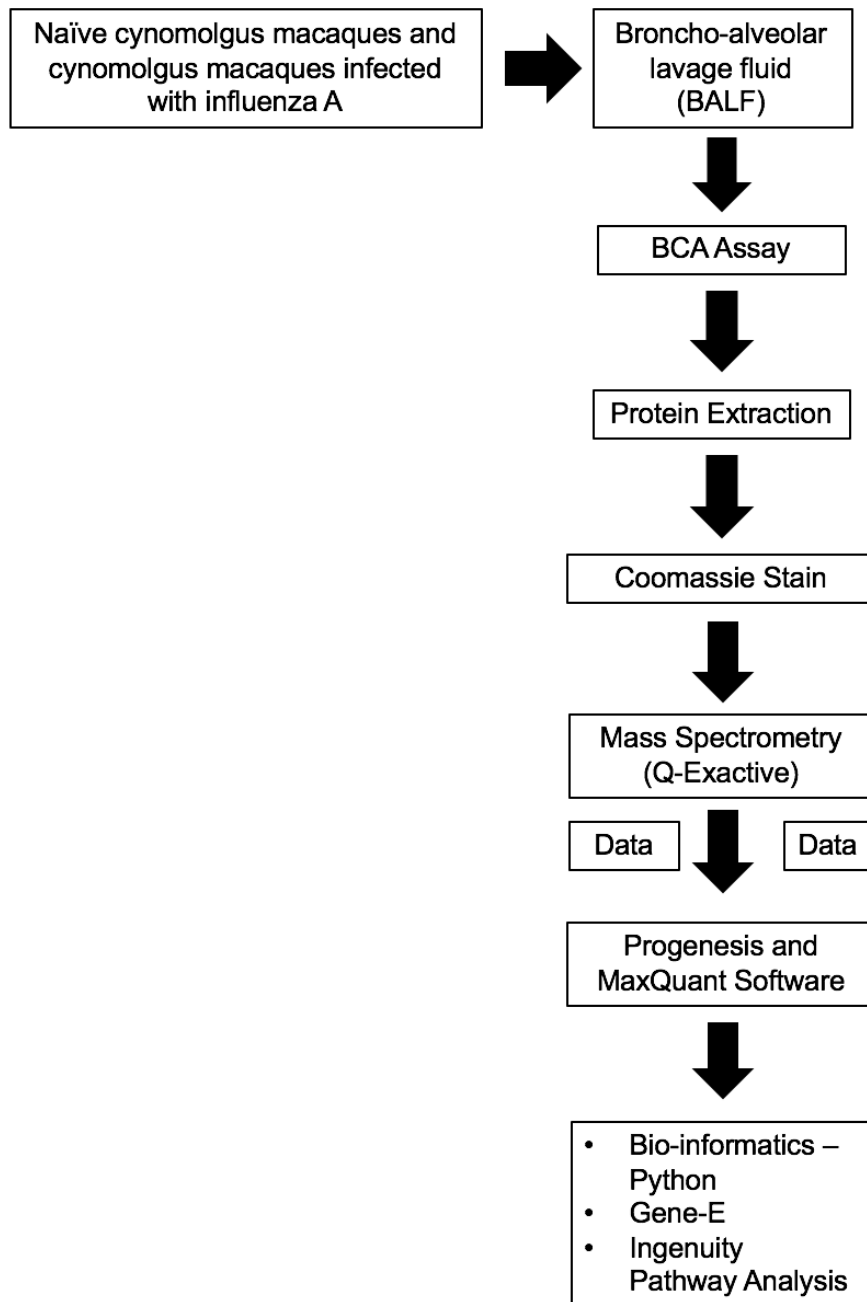 Naïve cynomolgus macaques and
cynomolgus macaques infected
with influenza A
Broncho-alveolar
lavage fluid
(BALF)
BCA Assay
Protein Extraction
Coomassie Stain
Mass Spectrometry
(Q-Exactive)
Data
Data
Progenesis and
MaxQuant Software
• Bio-informatics –
Python
• Gene-E
• Ingenuity
Pathway Analysis